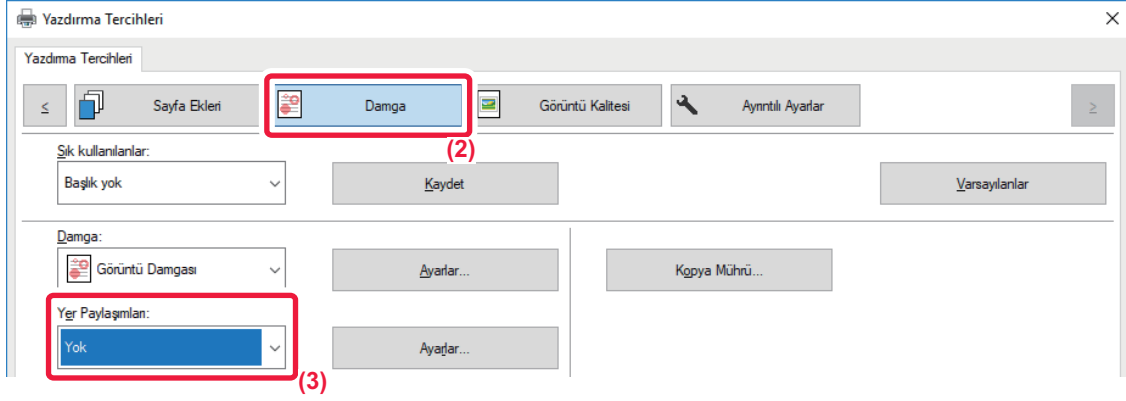 Yazdırma Tercihleri
Yazdırma Tercihleri
< Sayfa Ekleri Damga Görüntü Kalitesi Ayrıntılı Ayarlar >
(2)
Sık kullanılanlar:
Başlık yok Kaydet Varsayılanlar
Damga:
Görüntü Damgası Ayarlar... Kopya Mührü...
Yer Paylaşımları:
Yok Ayarlar...
(3)